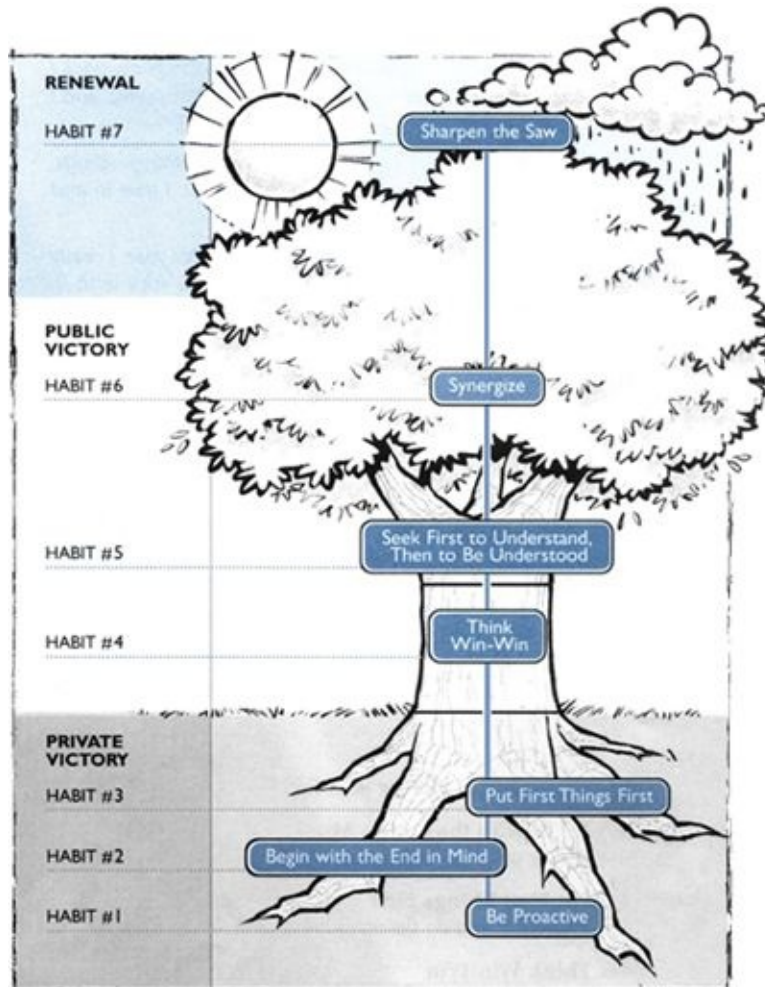 RENEWAL
HABIT #7
Sharpen the Saw
PUBLIC
VICTORY
HABIT #6
Synergize
HABIT #5
Seek First to Understand,
Then to Be Understood
HABIT #4
Think
Win-Win
PRIVATE
VICTORY
HABIT #3
Put First Things First
HABIT #2
Begin with the End in Mind
HABIT #1
Be Proactive